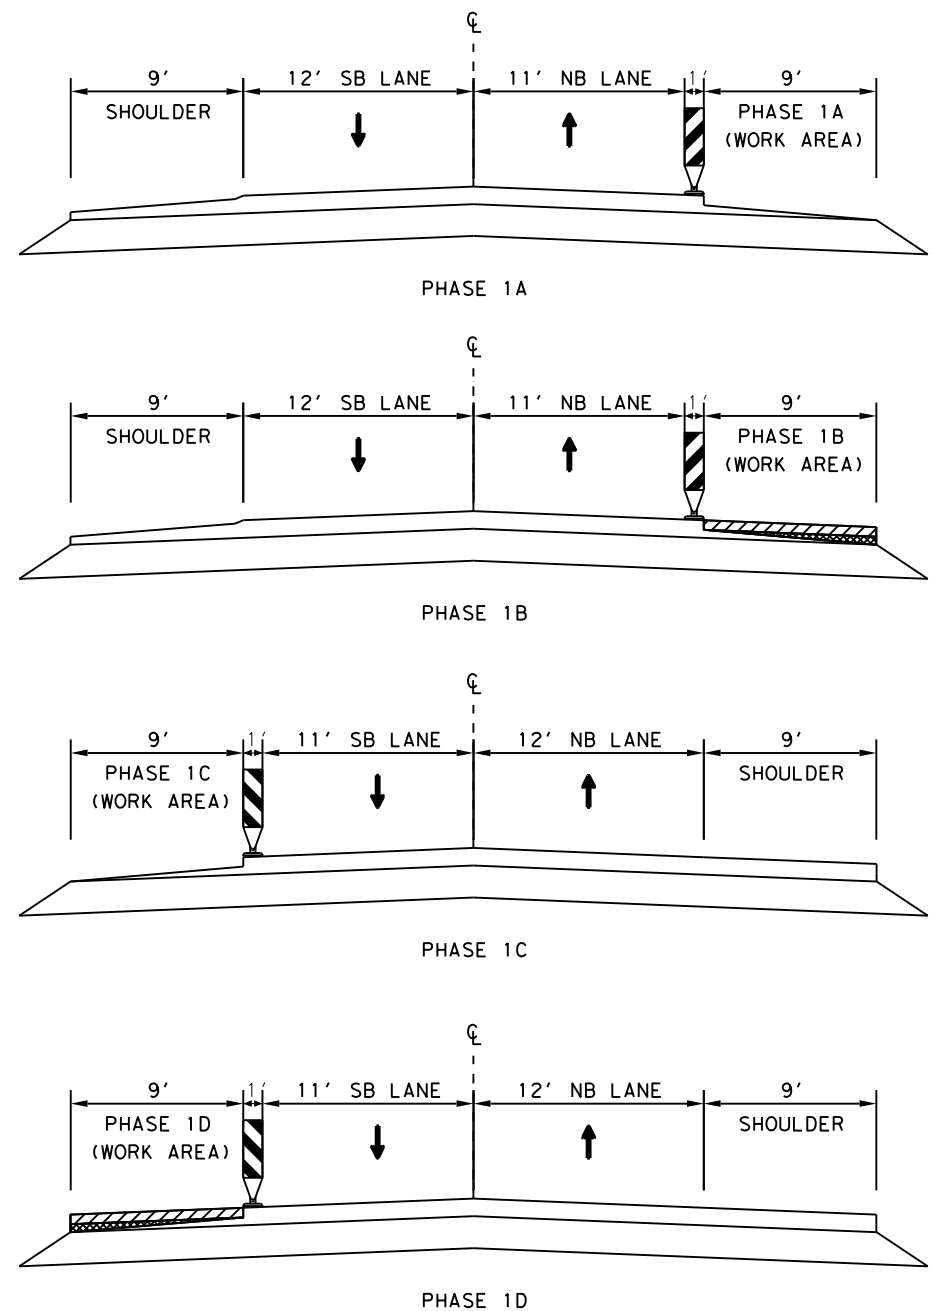 ℄
9' 12' SB LANE 11' NB LANE 1' 9'
SHOULDER PHASE 1A
(WORK AREA)
PHASE 1A
℄
9' 12' SB LANE 11' NB LANE 1' 9'
SHOULDER PHASE 1B
(WORK AREA)
PHASE 1B
℄
9' 1' 11' SB LANE 12' NB LANE 9'
PHASE 1C SHOULDER
(WORK AREA)
PHASE 1C
℄
9' 1' 11' SB LANE 12' NB LANE 9'
PHASE 1D SHOULDER
(WORK AREA)
PHASE 1D